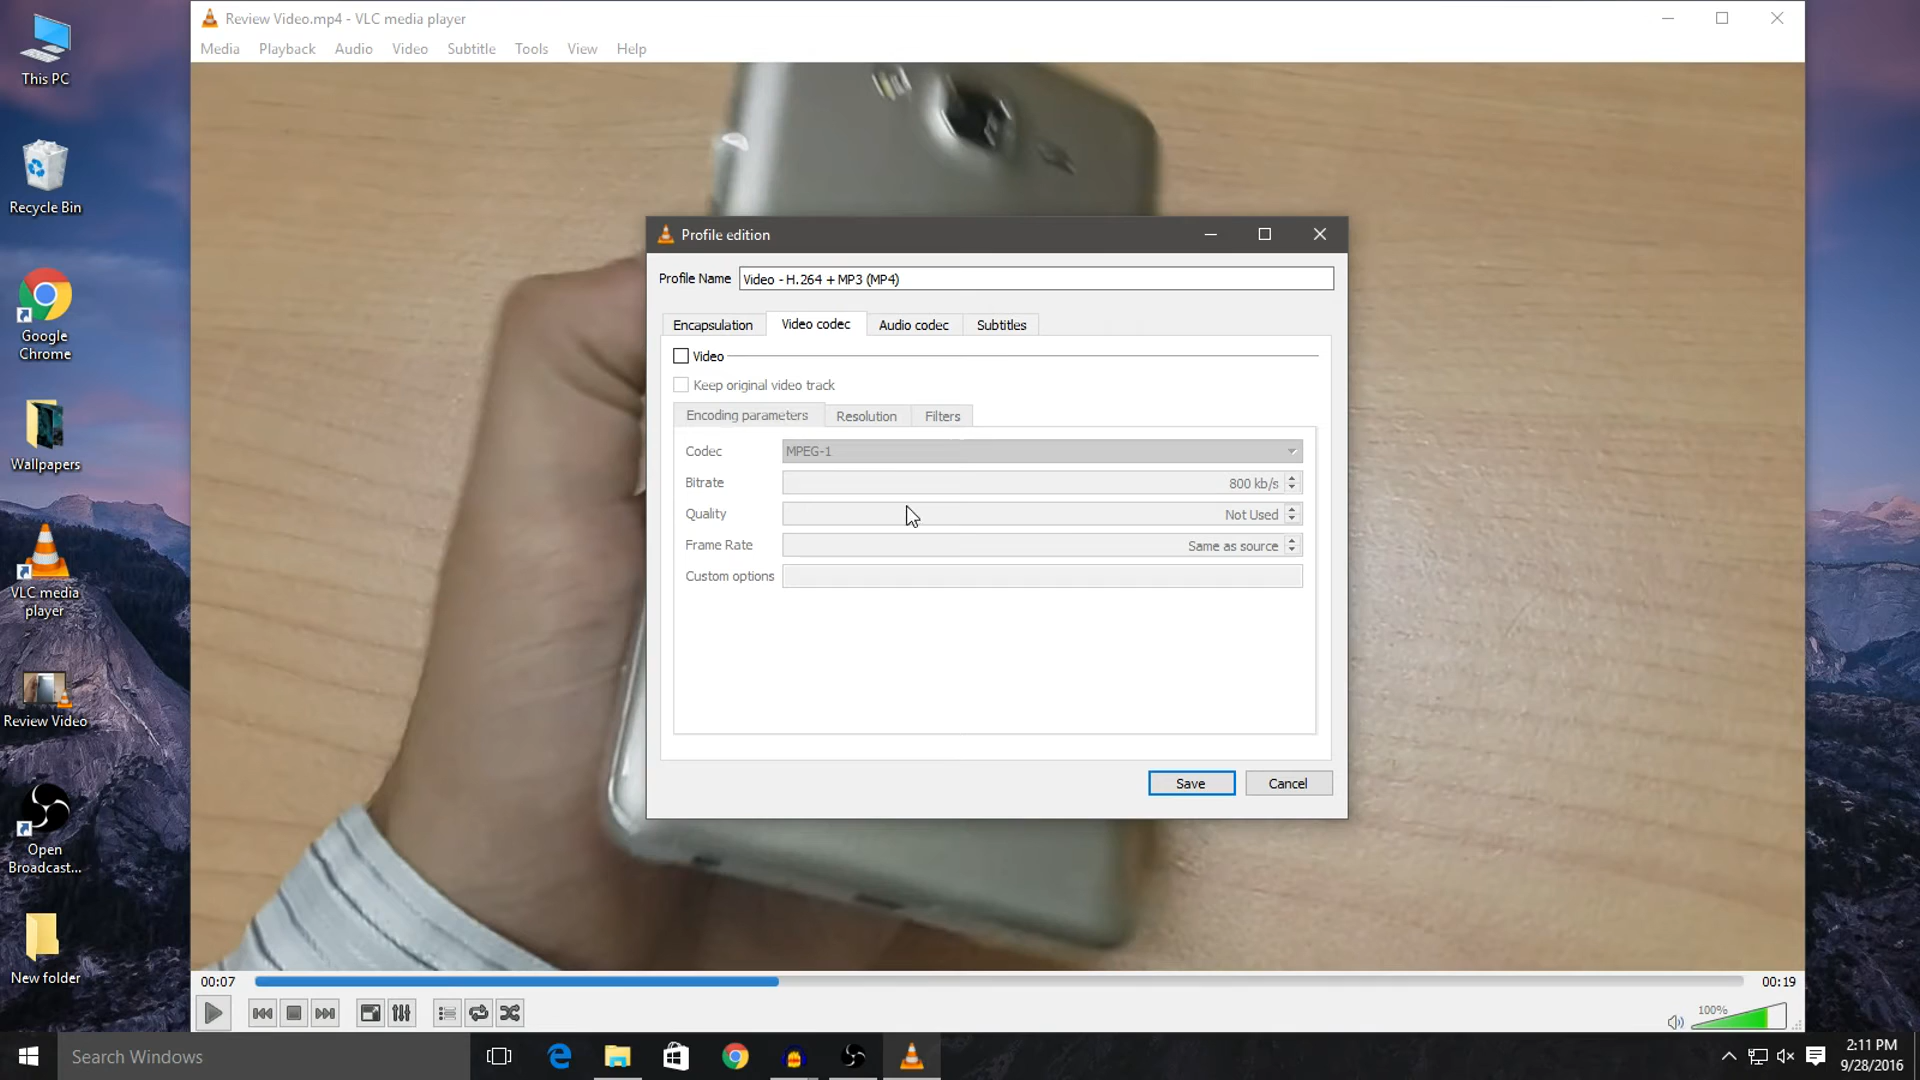 Review Video.mp4 - VLC media player
Media Playback Audio Video Subtitle Tools View Help
This PC
Recycle Bin
Google
Chrome
Wallpapers
VLC media
player
Review Video
Open
Broadcast...
New folder
Profile edition
Profile Name Video - H.264 + MP3 (MP4)
Encapsulation Video codec Audio codec Subtitles
Video
Keep original video track
Encoding parameters Resolution Filters
Codec MPEG-1
Bitrate 800 kb/s
Quality Not Used
Frame Rate Same as source
Custom options
Save Cancel
00:07 00:19
100%
Search Windows
2:11 PM
9/28/2016